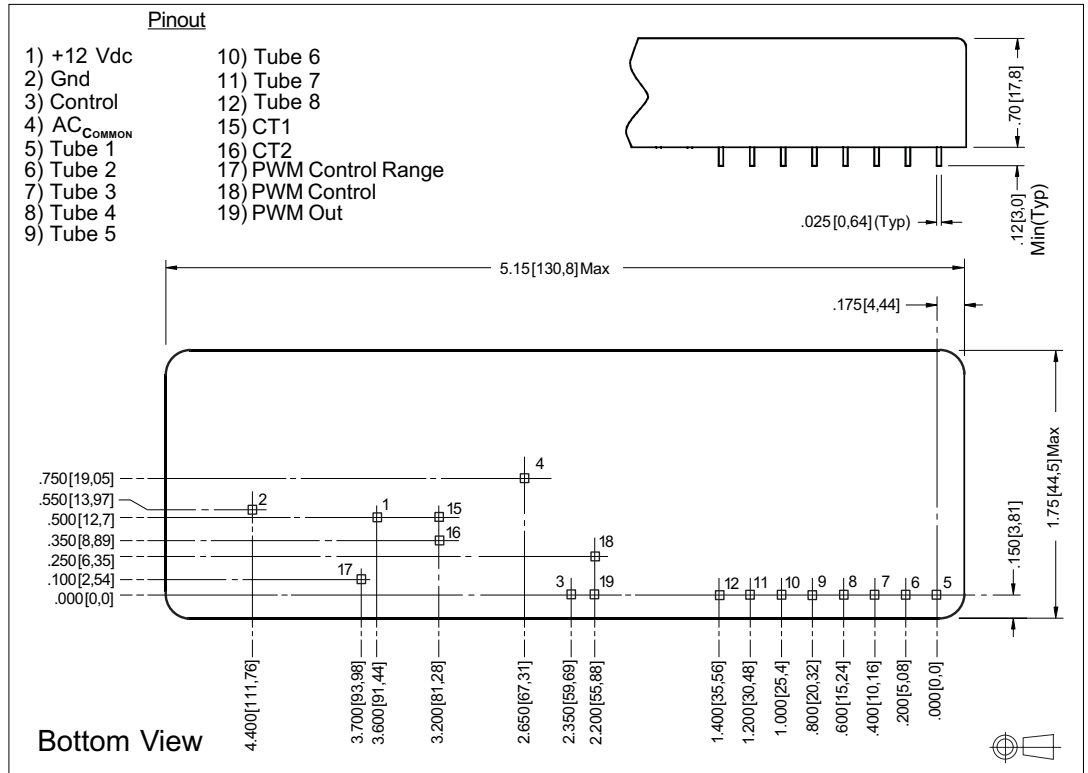 Pinout
1) +12 Vdc
2) Gnd
3) Control
4) ACCOMMON
5) Tube 1
6) Tube 2
7) Tube 3
8) Tube 4
9) Tube 5
10) Tube 6
11) Tube 7
12) Tube 8
15) CT1
16) CT2
17) PWM Control Range
18) PWM Control
19) PWM Out
.70[17,8]
.025[0,64](Typ)
.12[3,0]
Min(Typ)
5.15[130,8]Max
.175[4,44]
1.75[44,5]Max
.150[3,81]
.750[19,05]
.550[13,97]
.500[12,7]
.350[8,89]
.250[6,35]
.100[2,54]
.000[0,0]
4
2
1
15
16
18
17
3
19
12
11
10
9
8
7
6
5
4.400[111,76]
3.700[93,98]
3.600[91,44]
3.200[81,28]
2.650[67,31]
2.350[59,69]
2.200[55,88]
1.400[35,56]
1.200[30,48]
1.000[25,4]
.800[20,32]
.600[15,24]
.400[10,16]
.200[5,08]
.000[0,0]
Bottom View